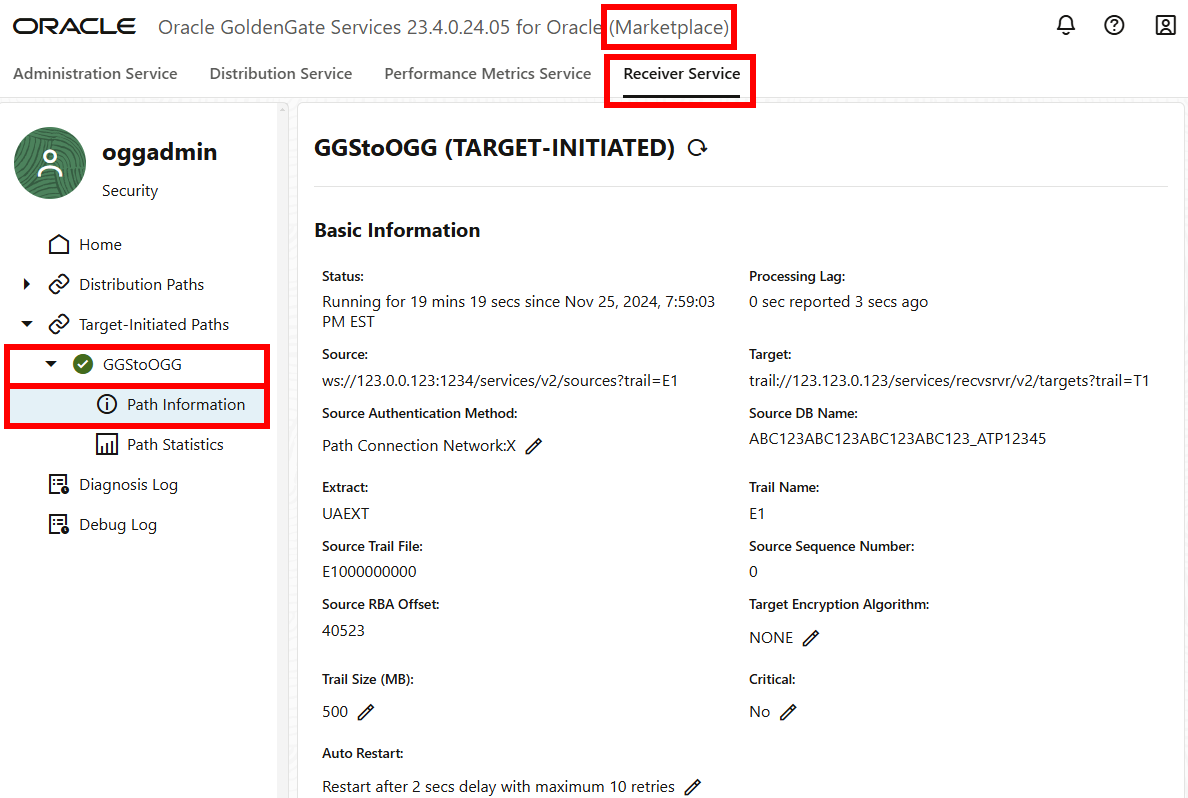 ORACLE Oracle GoldenGate Services 23.4.0.24.05 for Oracle (Marketplace)
Administration Service Distribution Service Performance Metrics Service Receiver Service
oggadmin
Security
Home
Distribution Paths
Target-Initiated Paths
GGStoOGG
Path Information
Path Statistics
Diagnosis Log
Debug Log
GGStoOGG (TARGET-INITIATED)
Basic Information
Status:
Running for 19 mins 19 secs since Nov 25, 2024, 7:59:03
PM EST
Processing Lag:
0 sec reported 3 secs ago
Source:
ws://123.0.0.123:1234/services/v2/sources?trail=E1
Target:
trail://123.123.0.123/services/recvsrvr/v2/targets?trail=T1
Source Authentication Method:
Path Connection Network:X
Source DB Name:
ABC123ABC123ABC123ABC123_ATP12345
Extract:
UAEXT
Trail Name:
E1
Source Trail File:
E1000000000
Source Sequence Number:
0
Source RBA Offset:
40523
Target Encryption Algorithm:
NONE
Trail Size (MB):
500
Critical:
No
Auto Restart:
Restart after 2 secs delay with maximum 10 retries